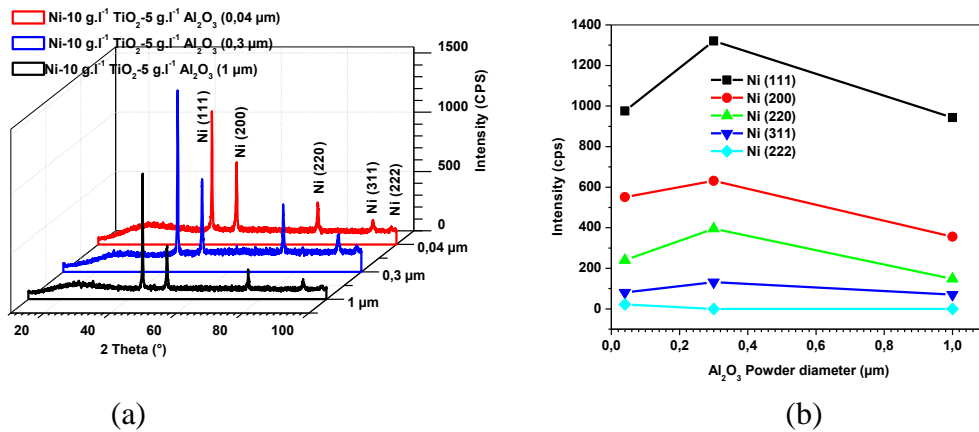 Ni-10 g.l⁻¹ TiO₂-5 g.l⁻¹ Al₂O₃ (0,04 µm)
Ni-10 g.l⁻¹ TiO₂-5 g.l⁻¹ Al₂O₃ (0,3 µm)
Ni-10 g.l⁻¹ TiO₂-5 g.l⁻¹ Al₂O₃ (1 µm)
Ni (111)
Ni (200)
Ni (220)
Ni (311)
Ni (222)
1500
1000
500
0
Intensity (CPS)
0,04 µm
0,3 µm
1 µm
20 40 60 80 100
2 Theta (°)
(a)
1400
1200
1000
800
600
400
200
0
Intensity (cps)
Ni (111)
Ni (200)
Ni (220)
Ni (311)
Ni (222)
0,0 0,2 0,4 0,6 0,8 1,0
Al₂O₃ Powder diameter (µm)
(b)